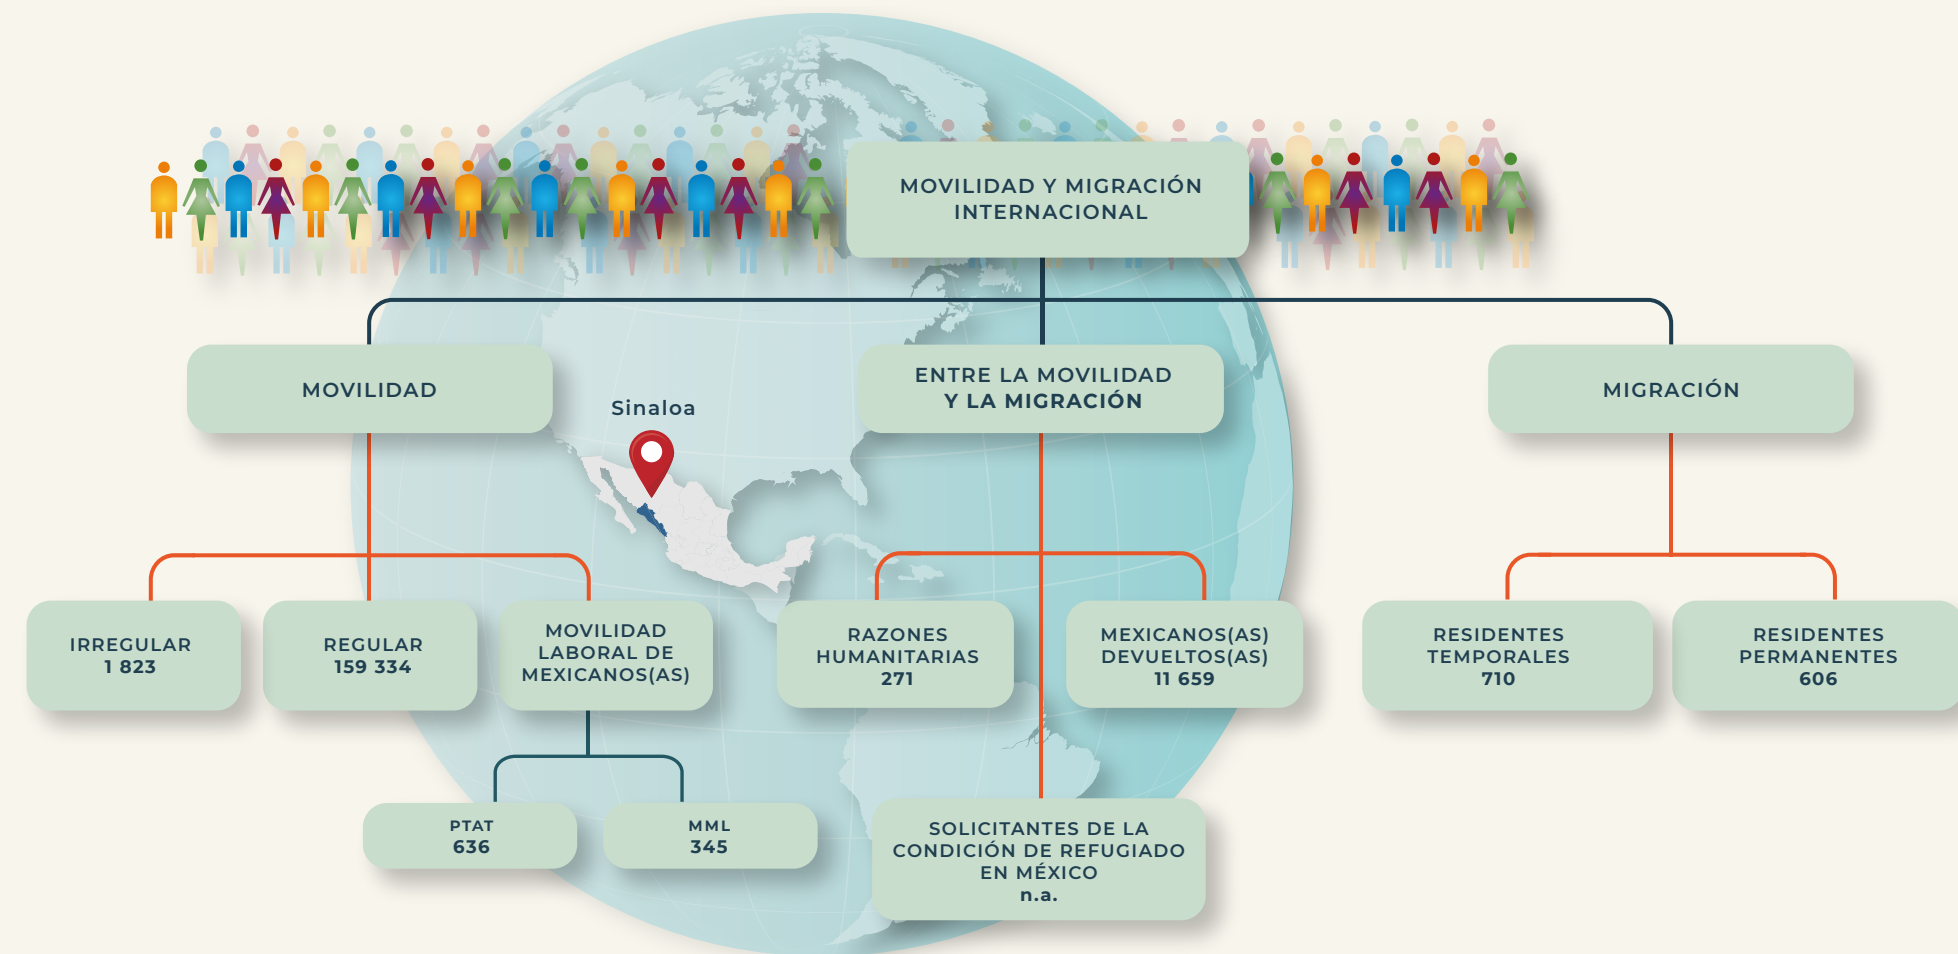 MOVILIDAD Y MIGRACIÓN
INTERNACIONAL
MOVILIDAD
ENTRE LA MOVILIDAD
Y LA MIGRACIÓN
MIGRACIÓN
Sinaloa
IRREGULAR
1 823
REGULAR
159 334
MOVILIDAD
LABORAL DE
MEXICANOS(AS)
RAZONES
HUMANITARIAS
271
MEXICANOS(AS)
DEVUELTOS(AS)
11 659
RESIDENTES
TEMPORALES
710
RESIDENTES
PERMANENTES
606
PTAT
636
MML
345
SOLICITANTES DE LA
CONDICIÓN DE REFUGIADO
EN MÉXICO
n.a.